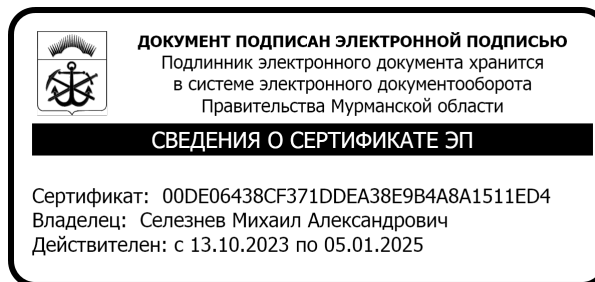 ДОКУМЕНТ ПОДПИСАН ЭЛЕКТРОННОЙ ПОДПИСЬЮ
Подлинник электронного документа хранится
в системе электронного документооборота
Правительства Мурманской области
СВЕДЕНИЯ О СЕРТИФИКАТЕ ЭП
Сертификат: 00DE06438CF371DDEA38E9B4A8A1511ED4
Владелец: Селезнев Михаил Александрович
Действителен: с 13.10.2023 по 05.01.2025